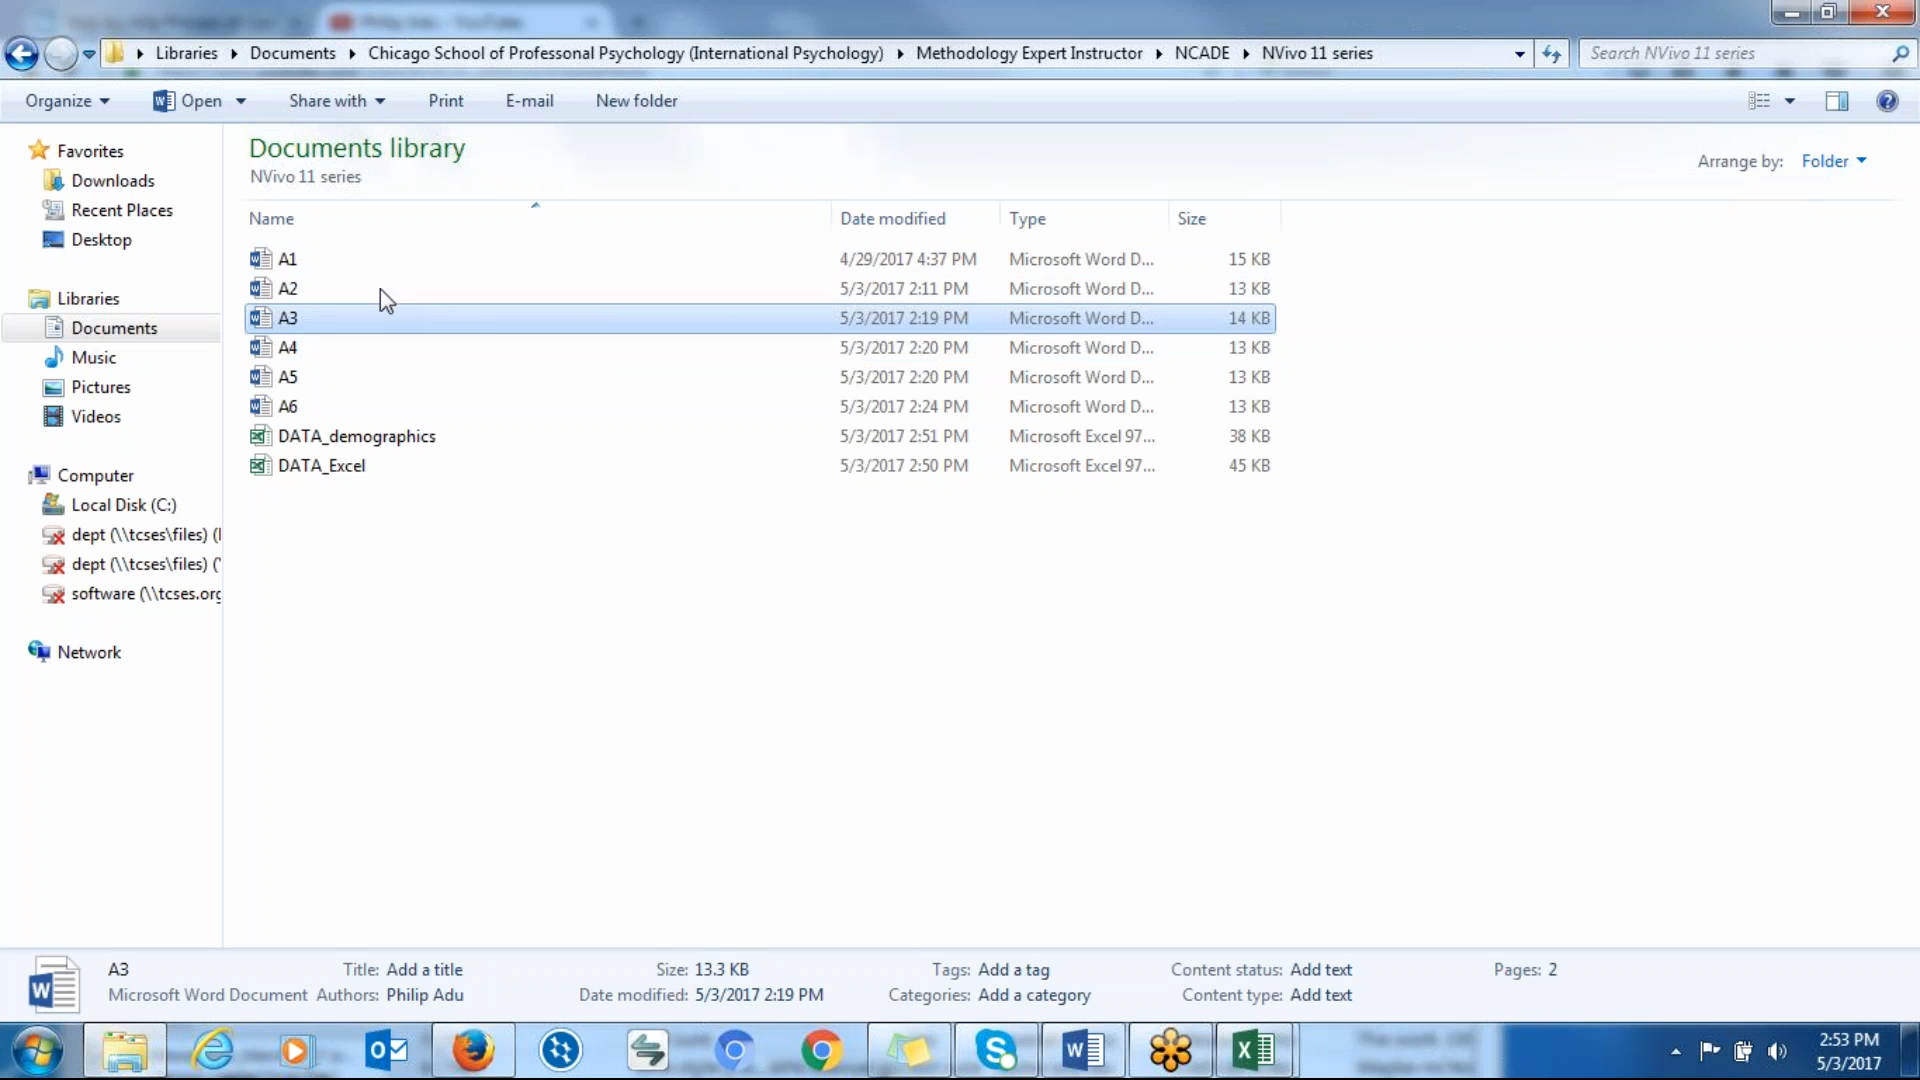 Libraries Documents Chicago School of Professonal Psychology (International Psychology) Methodology Expert Instructor NCADE NVivo 11 series Search NVivo 11 series
Organize Open Share with Print E-mail New folder
Favorites
Downloads
Recent Places
Desktop
Libraries
Documents
Music
Pictures
Videos
Computer
Local Disk (C:)
dept (\\tcses\files) (
dept (\\tcses\files) (
software (\\tcses.org
Network
Documents library
NVivo 11 series
Arrange by: Folder
Name Date modified Type Size
A1 4/29/2017 4:37 PM Microsoft Word D... 15 KB
A2 5/3/2017 2:11 PM Microsoft Word D... 13 KB
A3 5/3/2017 2:19 PM Microsoft Word D... 14 KB
A4 5/3/2017 2:20 PM Microsoft Word D... 13 KB
A5 5/3/2017 2:20 PM Microsoft Word D... 13 KB
A6 5/3/2017 2:24 PM Microsoft Word D... 13 KB
DATA_demographics 5/3/2017 2:51 PM Microsoft Excel 97... 38 KB
DATA_Excel 5/3/2017 2:50 PM Microsoft Excel 97... 45 KB
A3 Title: Add a title Size: 13.3 KB Tags: Add a tag Content status: Add text Pages: 2
Microsoft Word Document Authors: Philip Adu Date modified: 5/3/2017 2:19 PM Categories: Add a category Content type: Add text
2:53 PM
5/3/2017